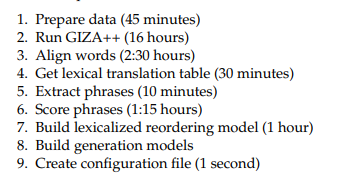 1. Prepare data (45 minutes)
2. Run GIZA++ (16 hours)
3. Align words (2:30 hours)
4. Get lexical translation table (30 minutes)
5. Extract phrases (10 minutes)
6. Score phrases (1:15 hours)
7. Build lexicalized reordering model (1 hour)
8. Build generation models
9. Create configuration file (1 second)